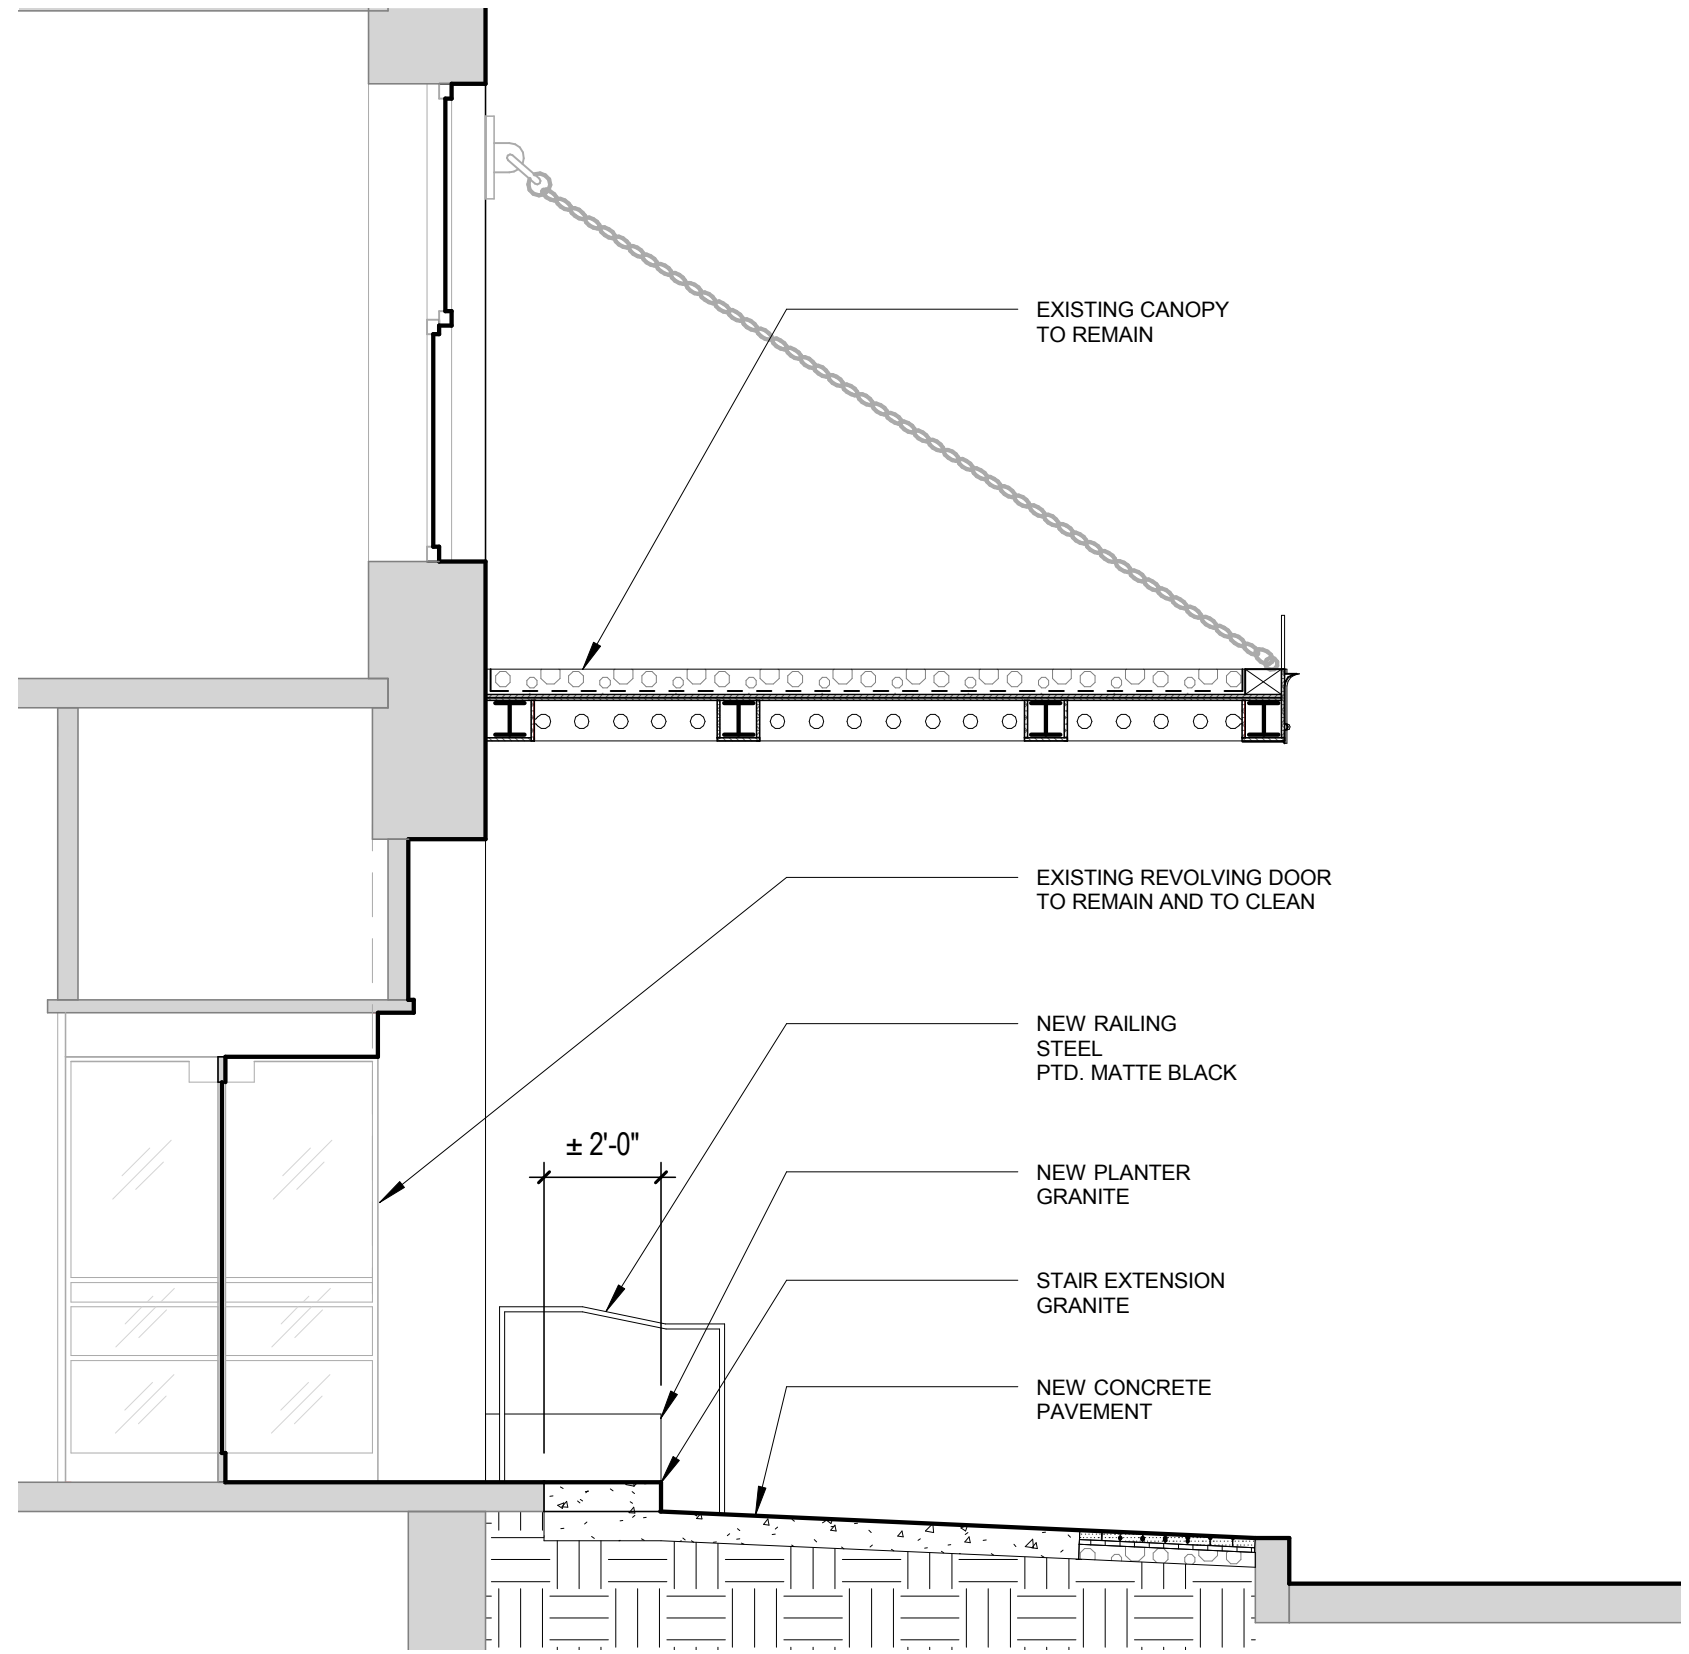 EXISTING CANOPY
TO REMAIN
EXISTING REVOLVING DOOR
TO REMAIN AND TO CLEAN
NEW RAILING
STEEL
PTD. MATTE BLACK
± 2'-0"
NEW PLANTER
GRANITE
STAIR EXTENSION
GRANITE
NEW CONCRETE
PAVEMENT